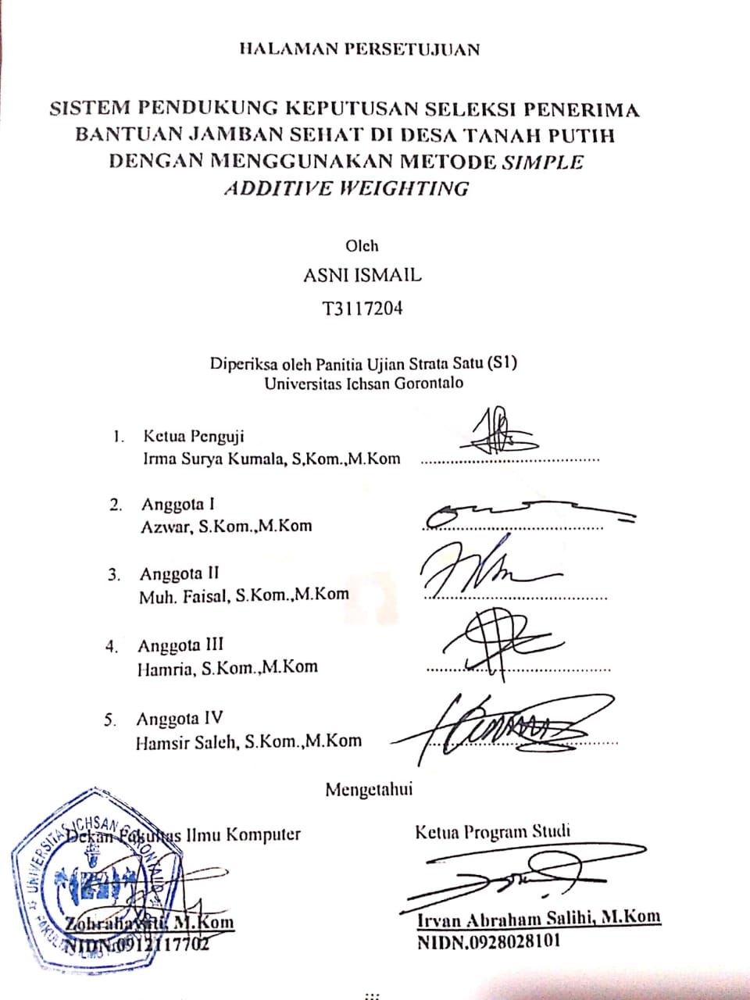 HALAMAN PERSETUJUAN
SISTEM PENDUKUNG KEPUTUSAN SELEKSI PENERIMA
BANTUAN JAMBAN SEHAT DI DESA TANAH PUTIH
DENGAN MENGGUNAKAN METODE SIMPLE
ADDITIVE WEIGHTING
Oleh
ASNI ISMAIL
T3117204
Diperiksa oleh Panitia Ujian Strata Satu (S1)
Universitas Ichsan Gorontalo
1. Ketua Penguji
Irma Surya Kumala, S,Kom.,M.Kom
2. Anggota I
Azwar, S.Kom.,M.Kom
3. Anggota II
Muh. Faisal, S.Kom.,M.Kom
4. Anggota III
Hamria, S.Kom.,M.Kom
5. Anggota IV
Hamsir Saleh, S.Kom.,M.Kom
Mengetahui
Dekan Fakultas Ilmu Komputer
UNIVERSITAS ICHSAN GORONTALO
Zohrahayati, M.Kom
NIDN.0912117702
Ketua Program Studi
Irvan Abraham Salihi, M.Kom
NIDN.0928028101
iii